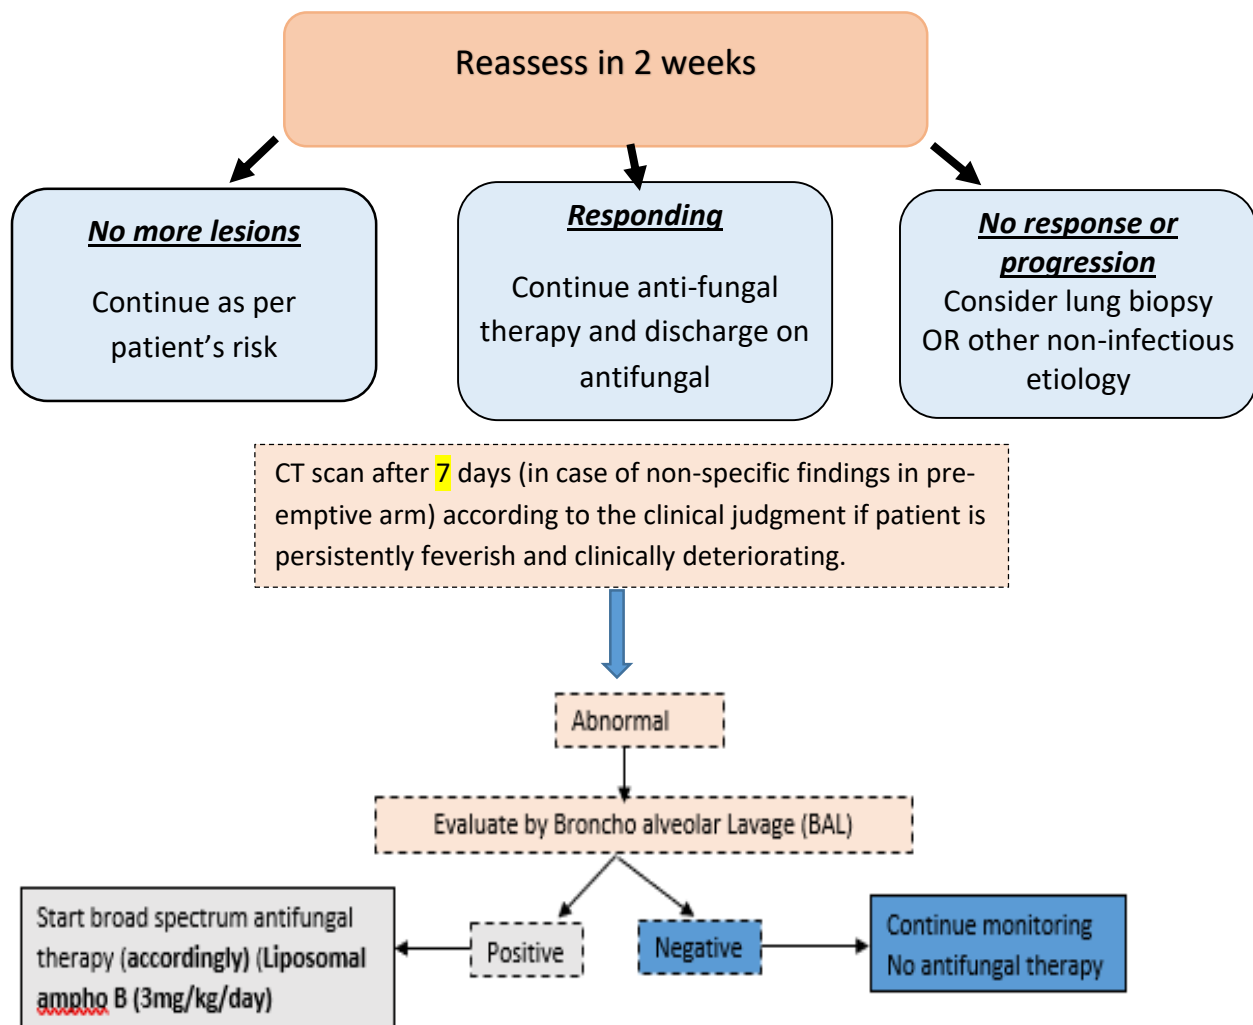 Reassess in 2 weeks
No more lesions
Continue as per
patient’s risk
Responding
Continue anti-fungal
therapy and discharge on
antifungal
No response or
progression
Consider lung biopsy
OR other non-infectious
etiology
CT scan after 7 days (in case of non-specific findings in pre-
emptive arm) according to the clinical judgment if patient is
persistently feverish and clinically deteriorating.
Abnormal
Evaluate by Broncho alveolar Lavage (BAL)
Start broad spectrum antifungal
therapy (accordingly) (Liposomal
ampho B (3mg/kg/day)
Positive
Negative
Continue monitoring
No antifungal therapy